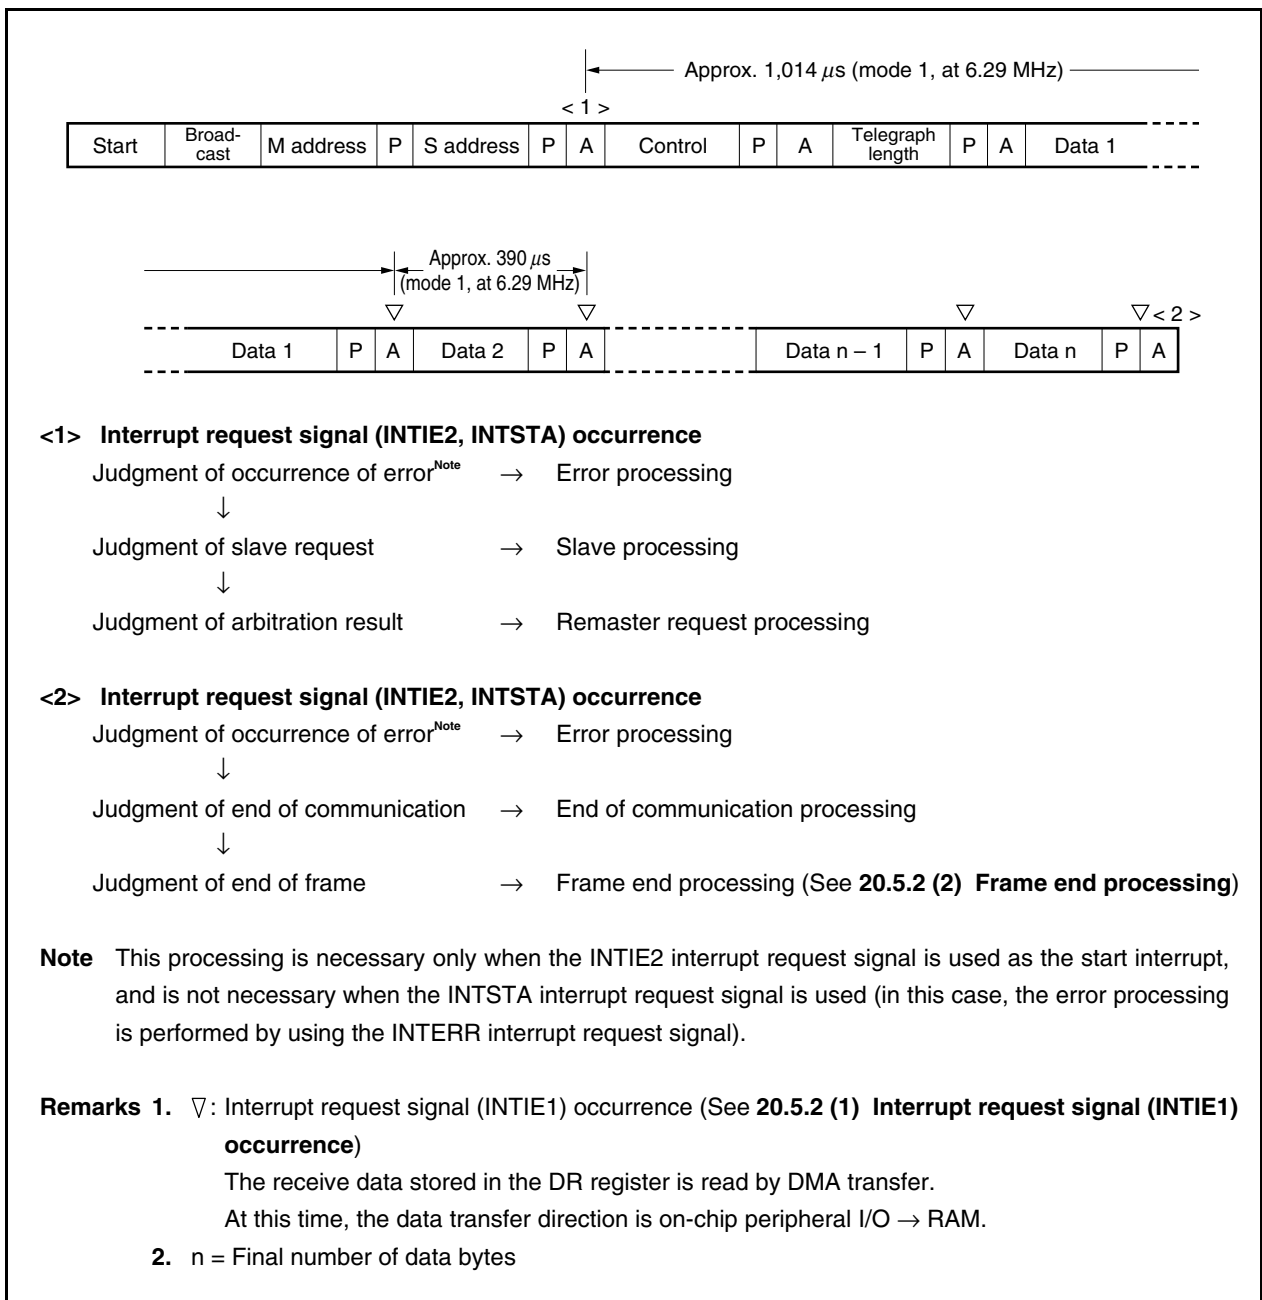 Approx. 1,014 μs (mode 1, at 6.29 MHz)
< 1 >
Start Broad-cast M address P S address P A Control P A Telegraph length P A Data 1
Approx. 390 μs
(mode 1, at 6.29 MHz)
▽ ▽ ▽ ▽ < 2 >
Data 1 P A Data 2 P A Data n – 1 P A Data n P A
<1> Interrupt request signal (INTIE2, INTSTA) occurrence
Judgment of occurrence of error Note → Error processing
↓
Judgment of slave request → Slave processing
↓
Judgment of arbitration result → Remaster request processing
<2> Interrupt request signal (INTIE2, INTSTA) occurrence
Judgment of occurrence of error Note → Error processing
↓
Judgment of end of communication → End of communication processing
↓
Judgment of end of frame → Frame end processing (See 20.5.2 (2) Frame end processing)
Note This processing is necessary only when the INTIE2 interrupt request signal is used as the start interrupt,
and is not necessary when the INTSTA interrupt request signal is used (in this case, the error processing
is performed by using the INTERR interrupt request signal).
Remarks 1. ▽: Interrupt request signal (INTIE1) occurrence (See 20.5.2 (1) Interrupt request signal (INTIE1)
occurrence)
The receive data stored in the DR register is read by DMA transfer.
At this time, the data transfer direction is on-chip peripheral I/O → RAM.
2. n = Final number of data bytes